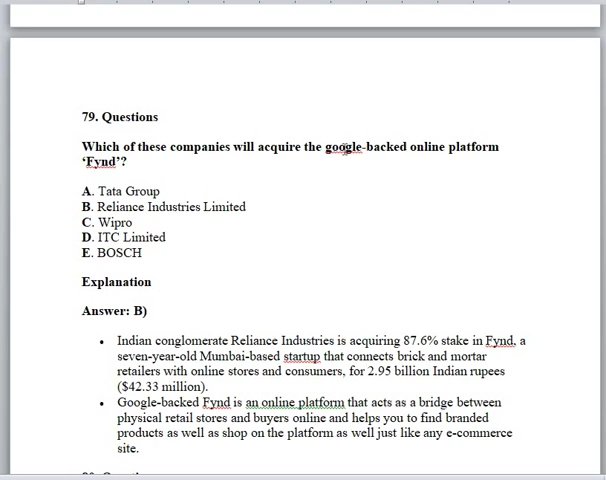 79. Questions
Which of these companies will acquire the google-backed online platform
‘Fynd’?
A. Tata Group
B. Reliance Industries Limited
C. Wipro
D. ITC Limited
E. BOSCH
Explanation
Answer: B)
• Indian conglomerate Reliance Industries is acquiring 87.6% stake in Fynd, a
seven-year-old Mumbai-based startup that connects brick and mortar
retailers with online stores and consumers, for 2.95 billion Indian rupees
($42.33 million).
• Google-backed Fynd is an online platform that acts as a bridge between
physical retail stores and buyers online and helps you to find branded
products as well as shop on the platform as well just like any e-commerce
site.